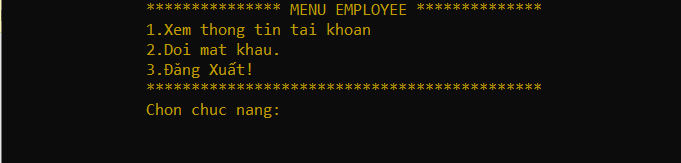 *************** MENU EMPLOYEE **************
1.Xem thong tin tai khoan
2.Doi mat khau.
3.Đăng Xuất!
********************************************
Chon chuc nang: